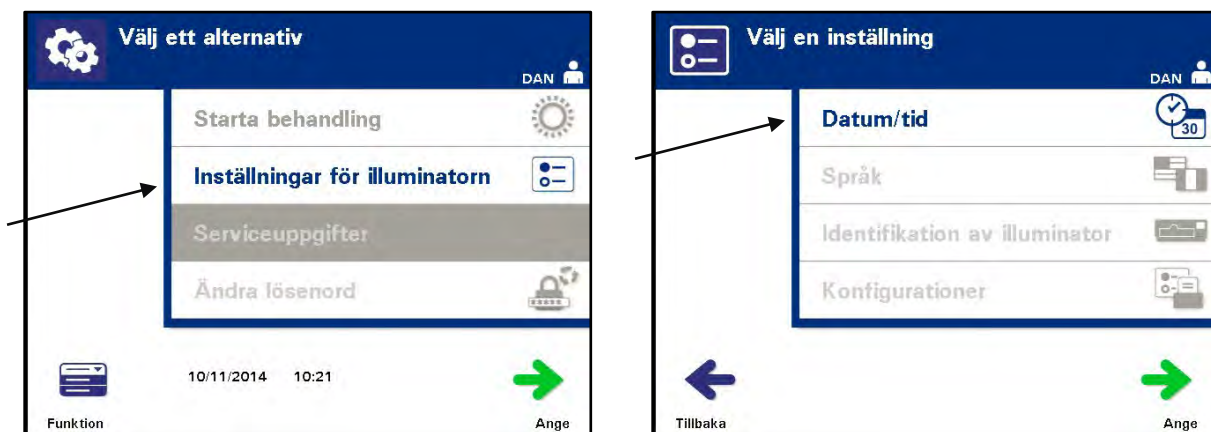 Välj ett alternativ
DAN
Starta behandling
Inställningar för illuminatorn
Serviceuppgifter
Ändra lösenord
10/11/2014 10:21
Funktion
Ange
Välj en inställning
DAN
Datum/tid
30
Språk
Identifikation av illuminator
Konfigurationer
Tillbaka
Ange